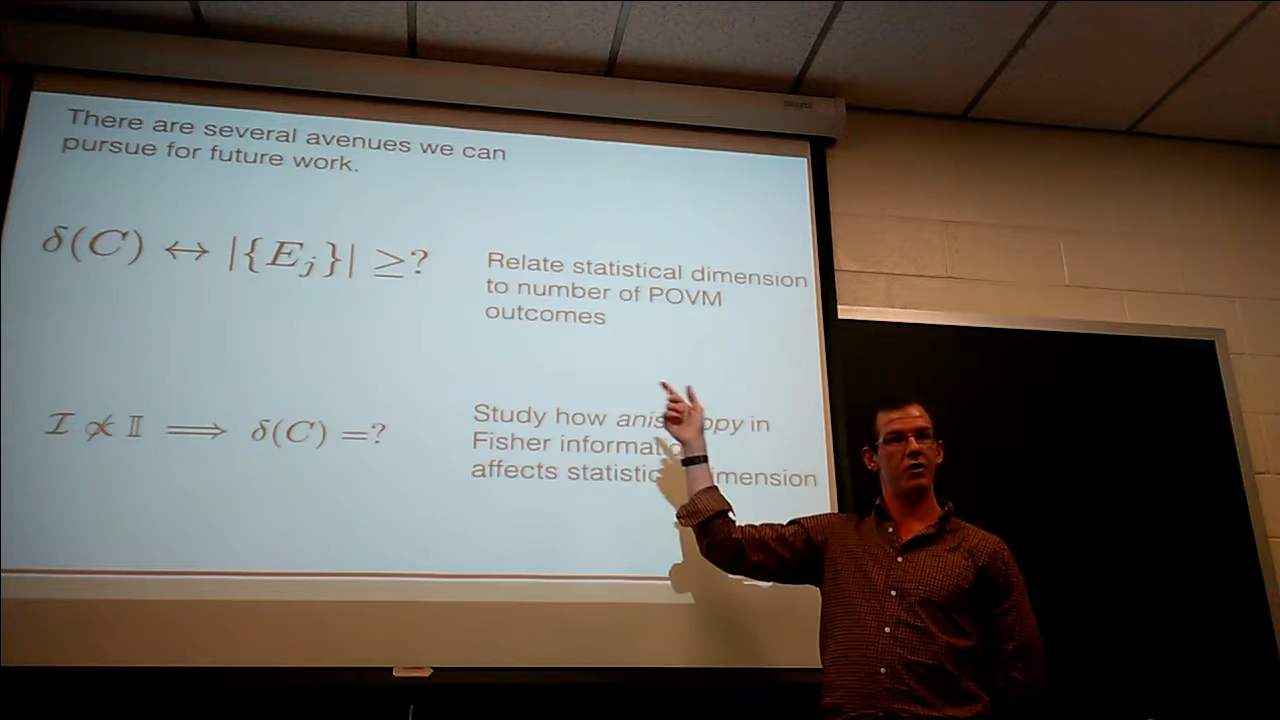 There are several avenues we can
pursue for future work.
δ(C) ↔ |{E_j}| ≥?
Relate statistical dimension
to number of POVM
outcomes
ℐ ∝̸ 𝕀 ⟹ δ(C) =?
Study how in
Fisher
affects